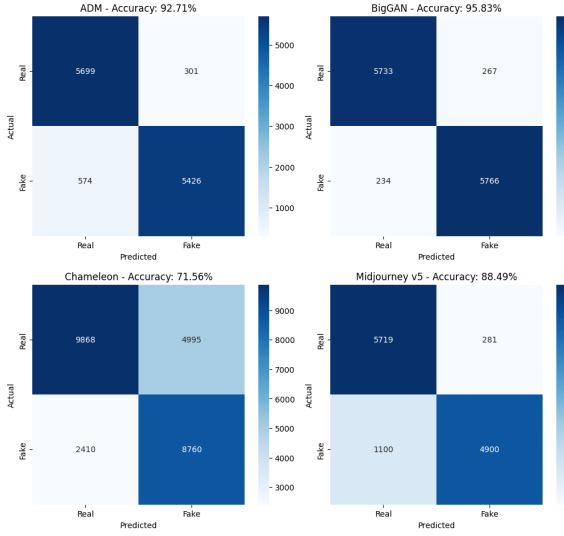 ADM - Accuracy: 92.71%
Real
5699
301
5000
4000
Actual
3000
Fake
574
5426
2000
1000
Real
Fake
Predicted
BigGAN - Accuracy: 95.83%
Real
5733
267
Actual
Fake
234
5766
Real
Fake
Predicted
Chameleon - Accuracy: 71.56%
Real
9868
4995
9000
8000
7000
Actual
6000
5000
Fake
2410
8760
4000
3000
Real
Fake
Predicted
Midjourney v5 - Accuracy: 88.49%
Real
5719
281
Actual
Fake
1100
4900
Real
Fake
Predicted